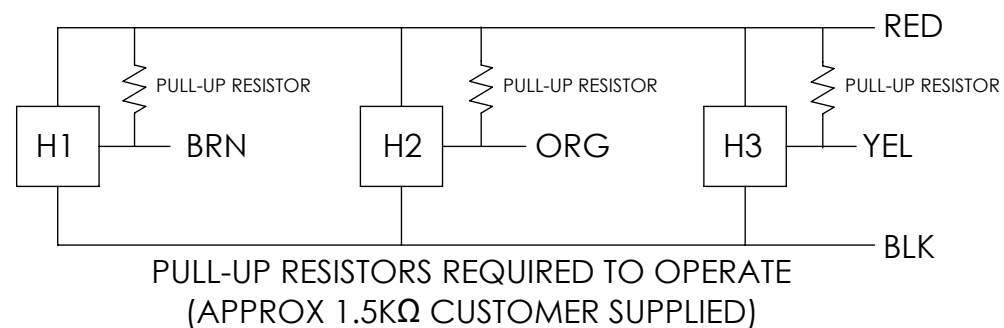 RED
PULL-UP RESISTOR PULL-UP RESISTOR PULL-UP RESISTOR
H1 BRN H2 ORG H3 YEL
BLK
PULL-UP RESISTORS REQUIRED TO OPERATE
(APPROX 1.5KΩ CUSTOMER SUPPLIED)